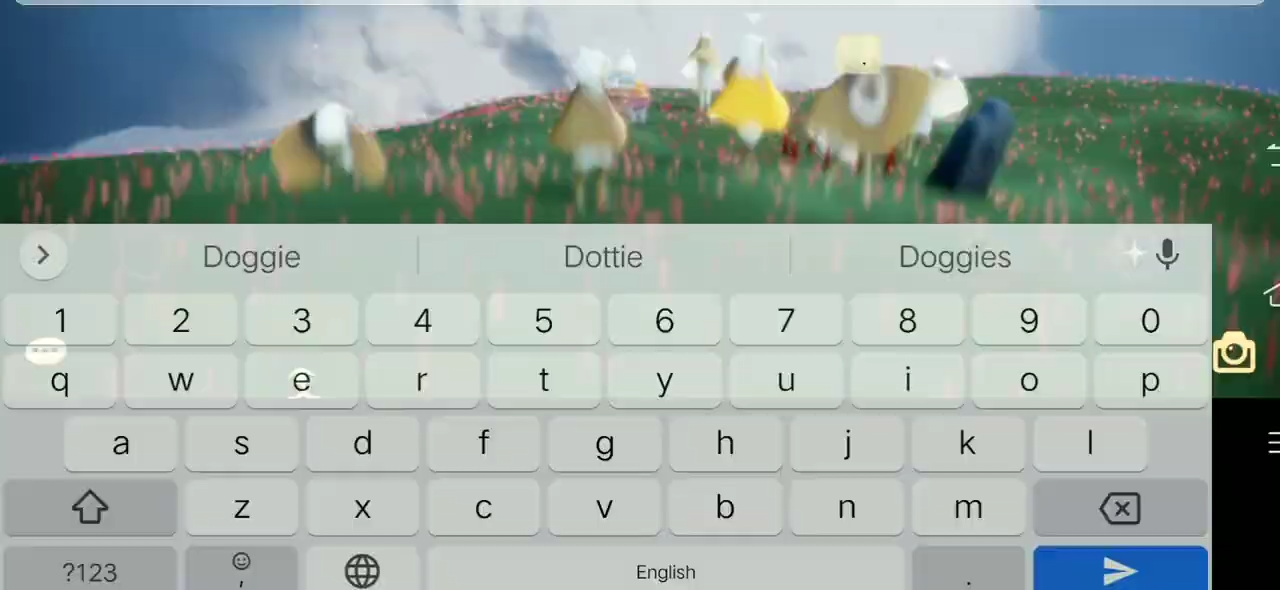 .
Doggie Dottie Doggies
1 2 3 4 5 6 7 8 9 0
q w e r t y u i o p
a s d f g h j k l
z x c v b n m
?123 , English .